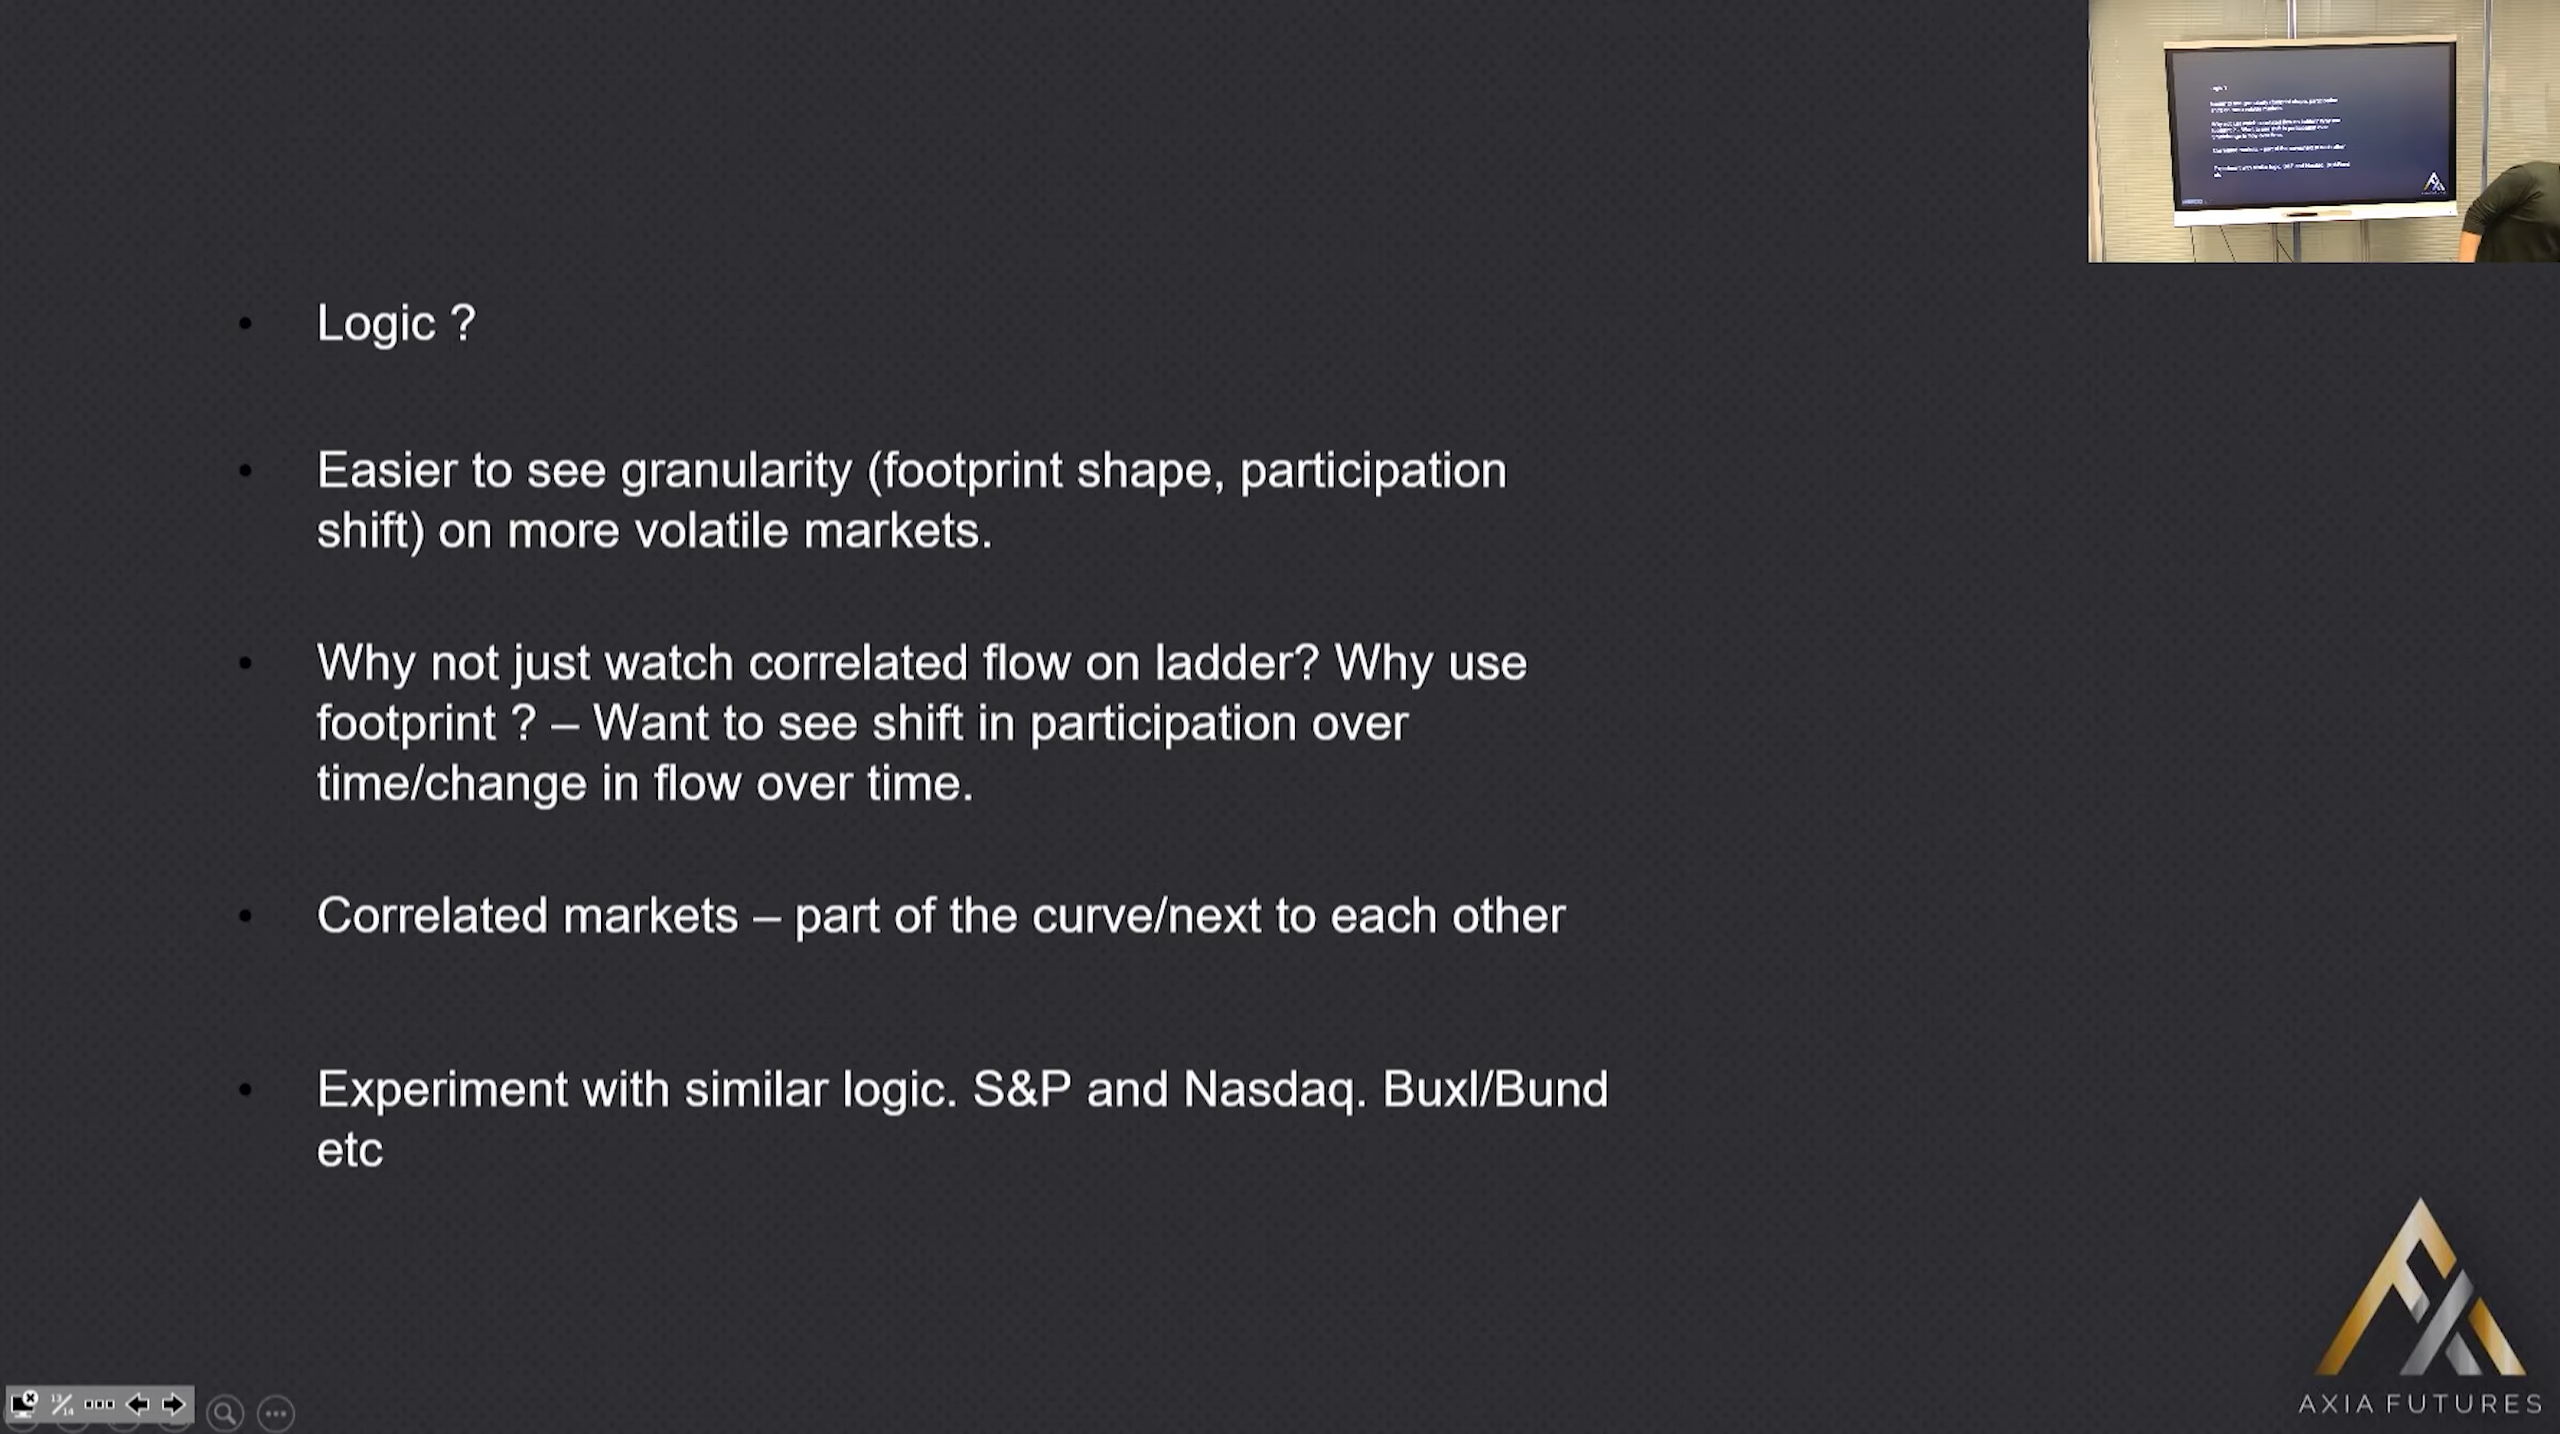 Logic ?
Easier to see granularity (footprint shape, participation
shift) on more volatile markets.
Why not just watch correlated flow on ladder? Why use
footprint ? – Want to see shift in participation over
time/change in flow over time.
Correlated markets – part of the curve/next to each other
Experiment with similar logic. S&P and Nasdaq. Buxl/Bund
etc
13/14
AXIA FUTURES